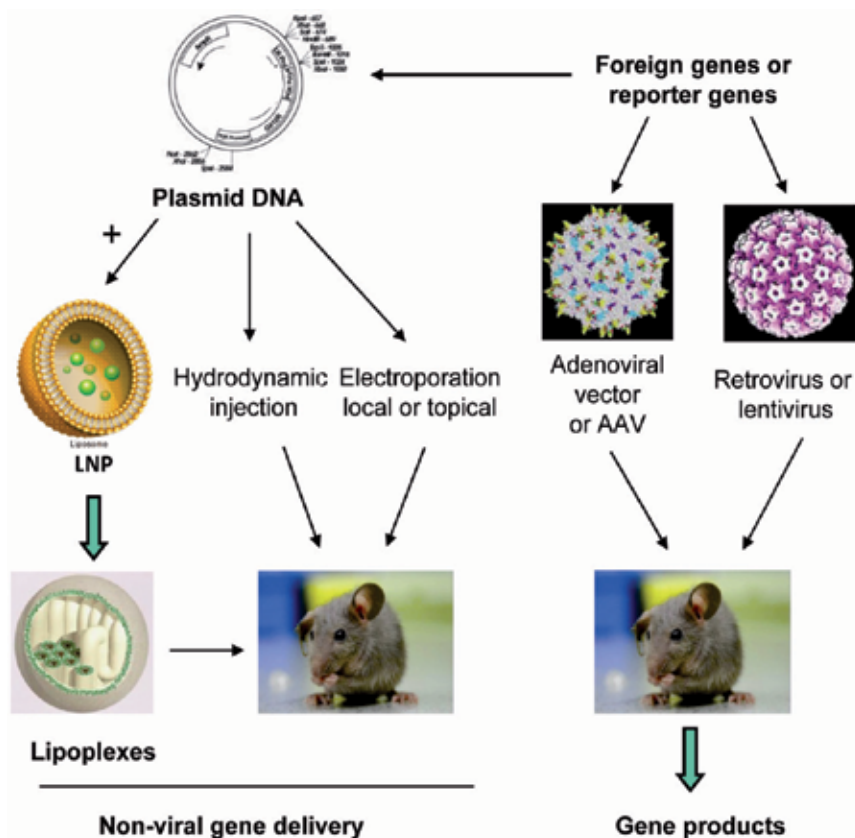 Foreign genes or
reporter genes
Plasmid DNA
+
Hydrodynamic
injection
Electroporation
local or topical
Adenoviral
vector
or AAV
Retrovirus or
lentivirus
Liposome
LNP
Lipoplexes
Non-viral gene delivery
Gene products